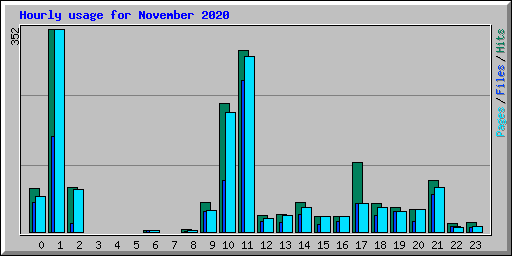 Hourly usage for November 2020
352
Pages/Files/Hits
0 1 2 3 4 5 6 7 8 9 10 11 12 13 14 15 16 17 18 19 20 21 22 23